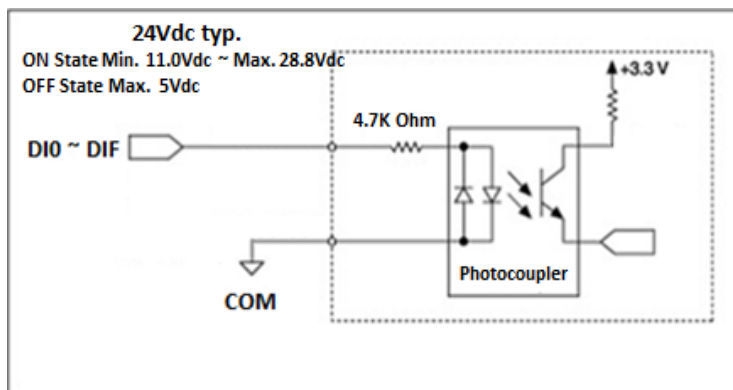 24Vdc typ.
ON State Min. 11.0Vdc ~ Max. 28.8Vdc
OFF State Max. 5Vdc
+3.3 V
4.7K Ohm
DI0 ~ DIF
Photocoupler
COM